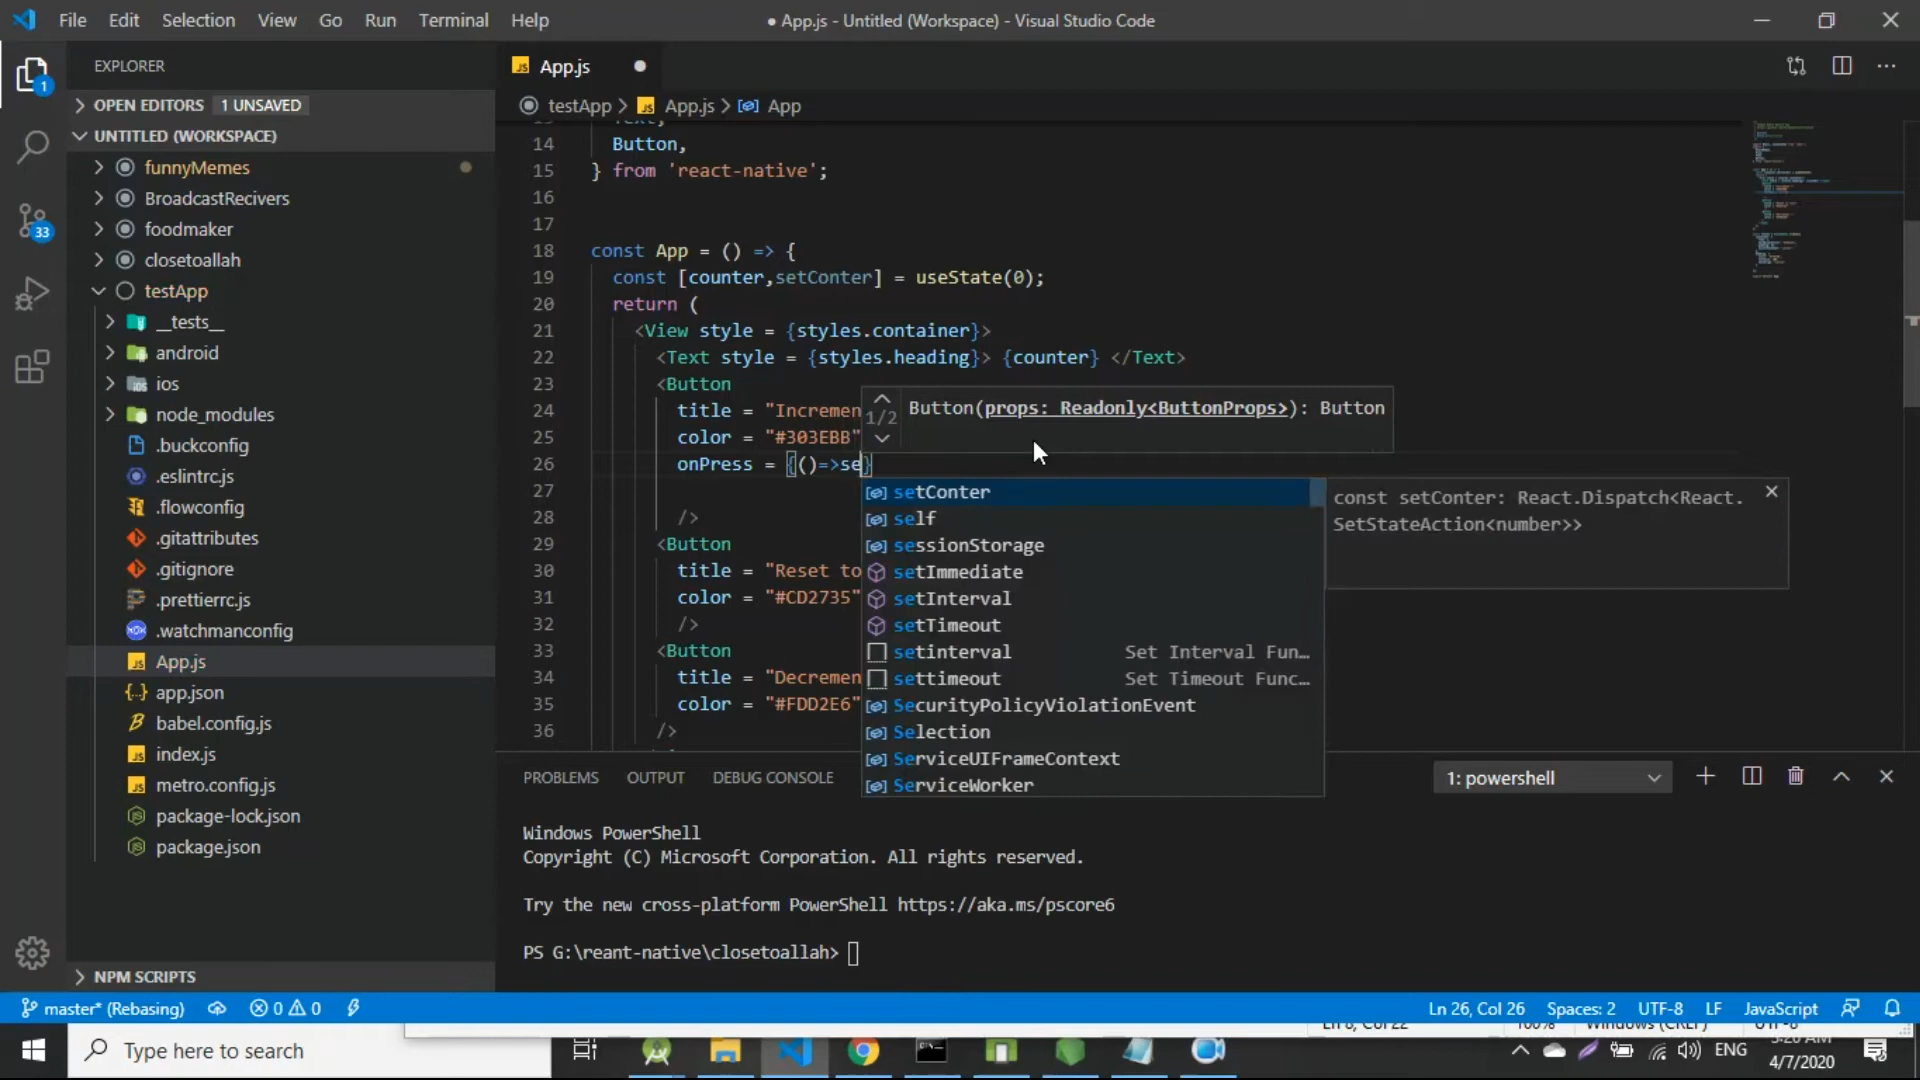 File Edit Selection View Go Run Terminal Help
● App.js - Untitled (Workspace) - Visual Studio Code
EXPLORER
OPEN EDITORS 1 UNSAVED
UNTITLED (WORKSPACE)
funnyMemes
BroadcastRecivers
foodmaker
closetoallah
testApp
__tests__
android
ios
node_modules
.buckconfig
.eslintrc.js
.flowconfig
.gitattributes
.gitignore
.prettierrc.js
.watchmanconfig
App.js
app.json
babel.config.js
index.js
metro.config.js
package-lock.json
package.json
NPM SCRIPTS
1
33
App.js
testApp > App.js > App
14 Button,
15 } from 'react-native';
16
17
18 const App = () => {
19 const [counter,setConter] = useState(0);
20 return (
21 <View style = {styles.container}>
22 <Text style = {styles.heading}> {counter} </Text>
23 <Button
24 title = "Incremen
25 color = "#303EBB"
26 onPress = {()=>se}
27
28 />
29 <Button
30 title = "Reset to
31 color = "#CD2735"
32 />
33 <Button
34 title = "Decremen
35 color = "#FDD2E6"
36 />
1/2 Button(props: Readonly<ButtonProps>): Button
setConter
self
sessionStorage
setImmediate
setInterval
setTimeout
setinterval Set Interval Fun…
settimeout Set Timeout Func…
SecurityPolicyViolationEvent
Selection
ServiceUIFrameContext
ServiceWorker
const setConter: React.Dispatch<React.
SetStateAction<number>>
PROBLEMS OUTPUT DEBUG CONSOLE
1: powershell
Windows PowerShell
Copyright (C) Microsoft Corporation. All rights reserved.
Try the new cross-platform PowerShell https://aka.ms/pscore6
PS G:\reant-native\closetoallah>
master* (Rebasing) 0 0
Ln 26, Col 26 Spaces: 2 UTF-8 LF JavaScript
Type here to search
ENG
4/7/2020